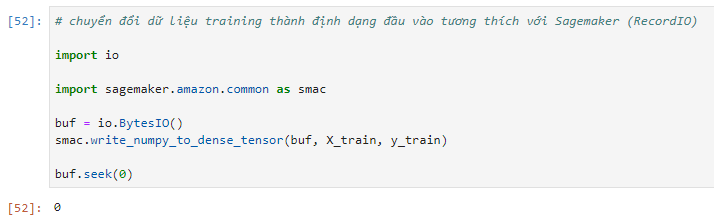 [52]: # chuyển đổi dữ liệu training thành định dạng đầu vào tương thích với Sagemaker (RecordIO)
import io
import sagemaker.amazon.common as smac
buf = io.BytesIO()
smac.write_numpy_to_dense_tensor(buf, X_train, y_train)
buf.seek(0)
[52]: 0